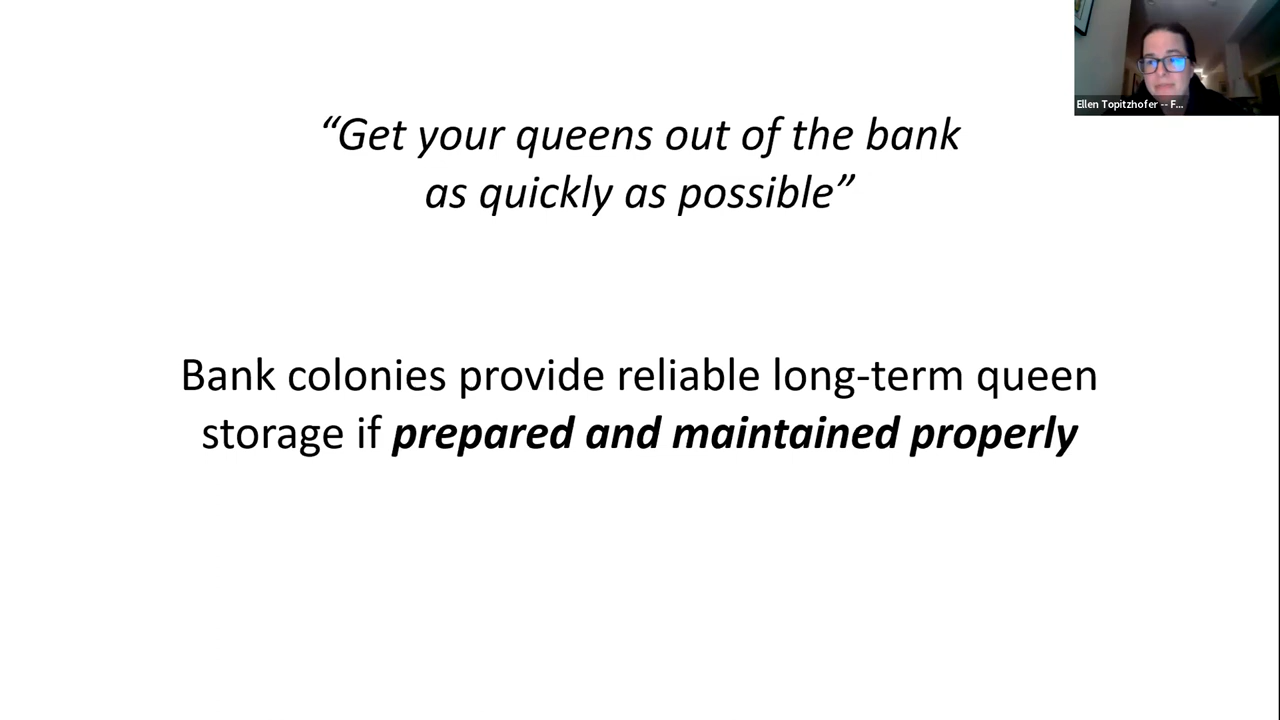 “Get your queens out of the bank
as quickly as possible”
Bank colonies provide reliable long-term queen
storage if prepared and maintained properly
Ellen Topitzhofer -- F...